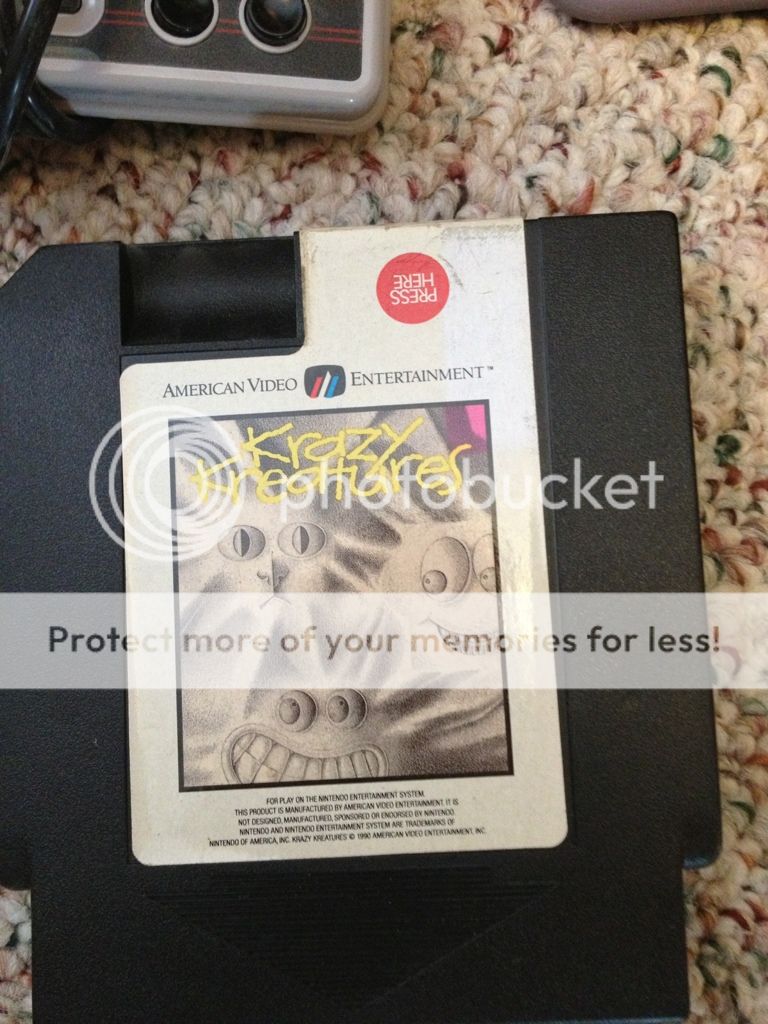 PRESS
HERE
AMERICAN VIDEO ENTERTAINMENT™
Krazy
Kreatures
photobucket
Protect more of your memories for less!
FOR PLAY ON THE NINTENDO ENTERTAINMENT SYSTEM.
THIS PRODUCT IS MANUFACTURED BY AMERICAN VIDEO ENTERTAINMENT. IT IS
NOT DESIGNED, MANUFACTURED, SPONSORED OR ENDORSED BY NINTENDO.
NINTENDO AND NINTENDO ENTERTAINMENT SYSTEM ARE TRADEMARKS OF
NINTENDO OF AMERICA, INC. KRAZY KREATURES © 1990 AMERICAN VIDEO ENTERTAINMENT, INC.